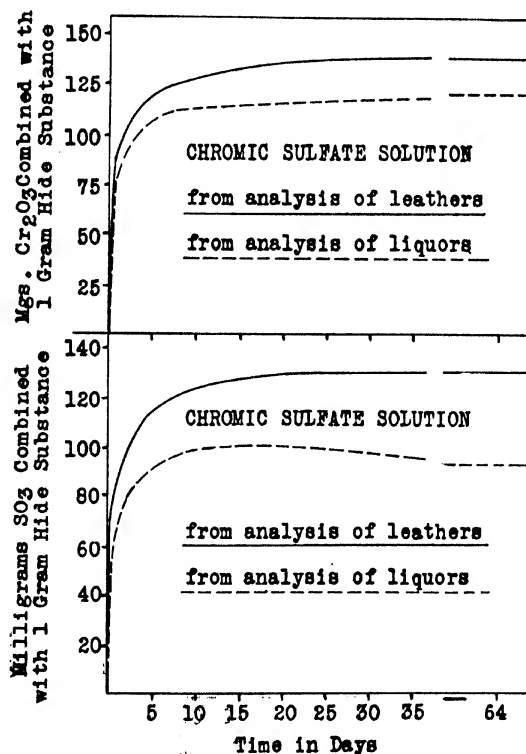 Mgs. Cr2O3 Combined with
1 Gram Hide Substance
150
125
100
75
50
25
CHROMIC SULFATE SOLUTION
from analysis of leathers
from analysis of liquors
Milligrams SO3 Combined
with 1 Gram Hide Substance
140
120
100
80
60
40
20
CHROMIC SULFATE SOLUTION
from analysis of leathers
from analysis of liquors
5 10 15 20 25 30 35 64
Time in Days